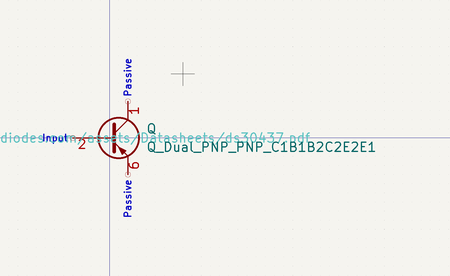 Passive
1
Q
Input
2
diodes.com/assets/Datasheets/ds30437.pdf
Q_Dual_PNP_PNP_C1B1B2C2E2E1
6
Passive